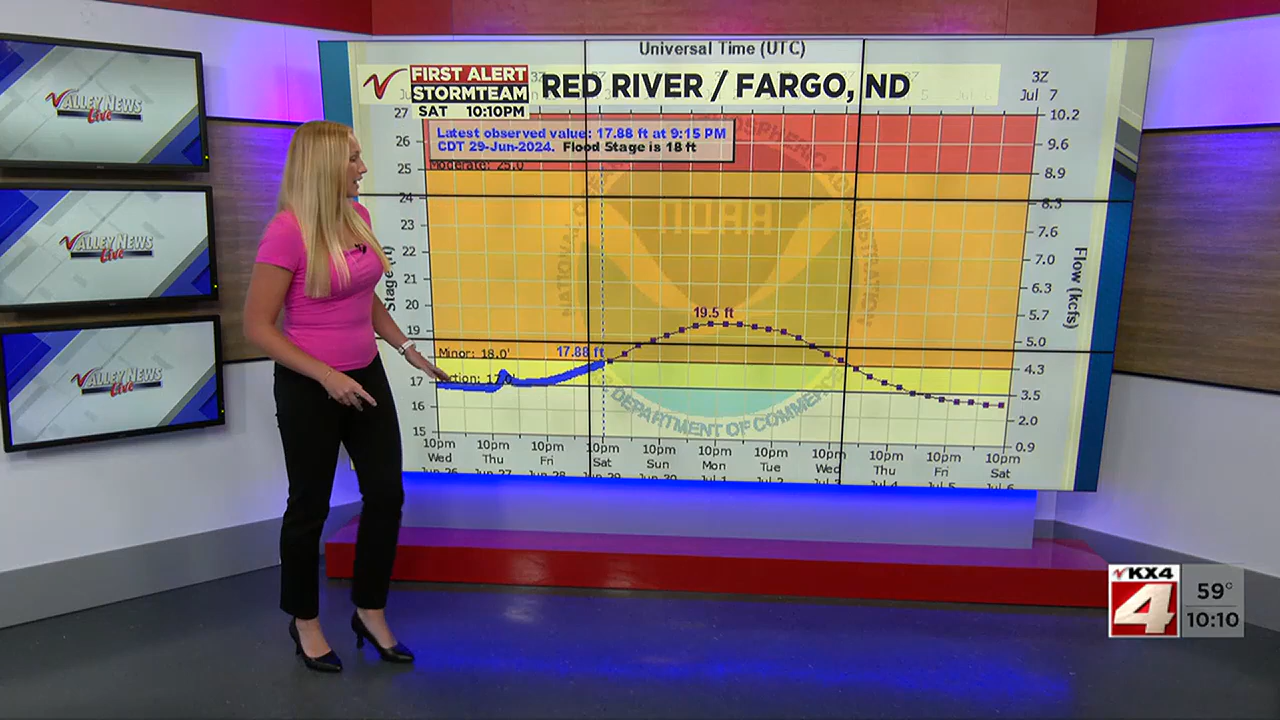 VALLEY NEWS
Live
VALLEY NEWS
Live
VALLEY NEWS
Live
Universal Time (UTC)
FIRST ALERT
STORMTEAM
SAT 10:10PM
RED RIVER / FARGO, ND
3Z
Jul 7
Latest observed value: 17.88 ft at 9:15 PM
CDT 29-Jun-2024. Flood Stage is 18 ft
Moderate: 25.0
27
26
25
24
23
22
21
20
19
17
16
15
10.2
9.6
8.9
8.3
7.6
7.0
6.3
5.7
5.0
4.3
3.5
2.0
0.9
Flow (kcfs)
19.5 ft
17.88 ft
Minor: 18.0'
DEPARTMENT OF COMMERCE
10pm 10pm 10pm 10pm 10pm 10pm 10pm 10pm 10pm 10pm 10pm
Wed Thu Fri Sat Sun Mon Tue Wed Thu Fri Sat
Jun 26 Jun 27 Jun 28 Jun 29 Jun 30 Jul 1 Jul 2 Jul 3 Jul 4 Jul 5 Jul 6
KX4
4
59°
10:10